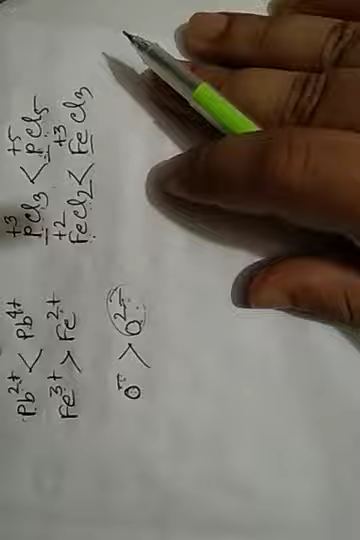 +3 +5
Pb²⁺ < Pb⁴⁺ PCl₃ < PCl₅
+2 +3
Fe³⁺ > Fe²⁺ FeCl₂ < FeCl₃
O⁻ > O²⁻